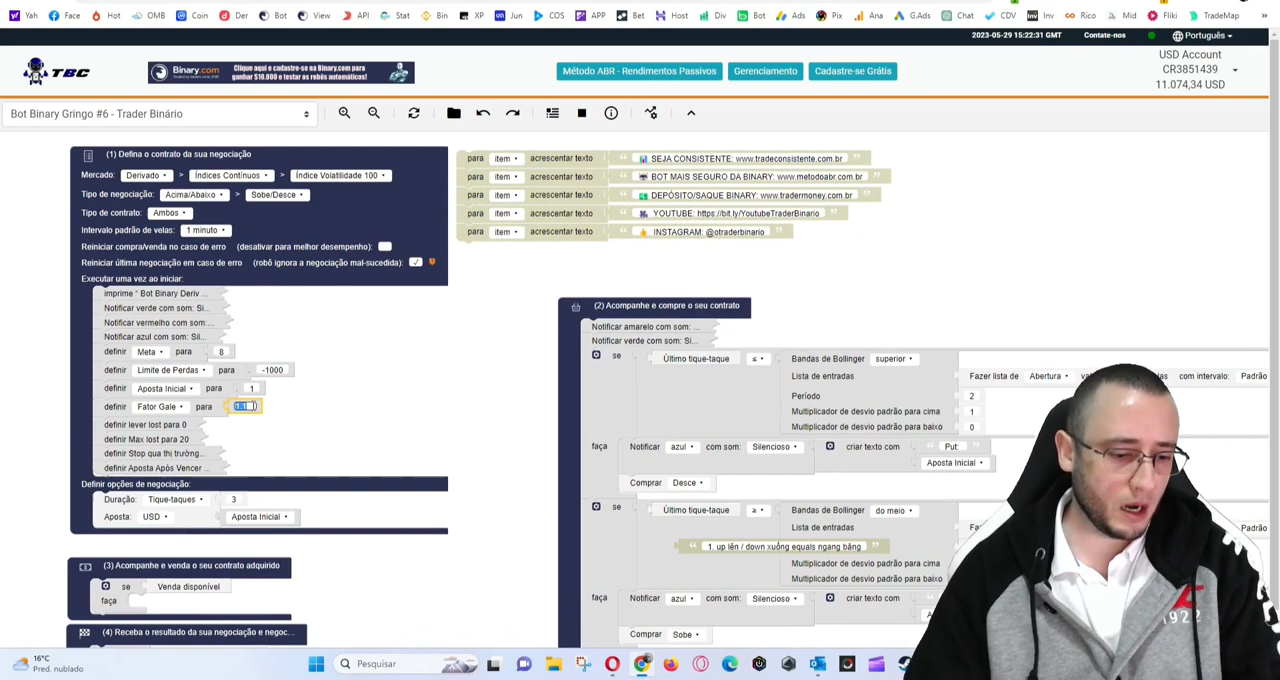 Yah Face Hot OMB Coin Der Bot View API Stat Bin XP Jun COS APP Bet Host Div Bot Ads Pix Ana G.Ads Chat CDV Inv Rico Mid Fliki TradeMap »
2023-05-29 15:22:31 GMT Contate-nos Português
TBC
Binary.com Clique aqui e cadastre-se na Binary.com para
ganhar $10.000 e testar os robôs automáticos!
Método ABR - Rendimentos Passivos Gerenciamento Cadastre-se Grátis
USD Account
CR3851439
11.074,34 USD
Bot Binary Gringo #6 - Trader Binário
(1) Defina o contrato da sua negociação
Mercado: Derivado > Índices Contínuos > Índice Volatilidade 100
Tipo de negociação: Acima/Abaixo > Sobe/Desce
Tipo de contrato: Ambos
Intervalo padrão de velas: 1 minuto
Reiniciar compra/venda no caso de erro (desativar para melhor desempenho):
Reiniciar última negociação em caso de erro (robô ignora a negociação mal-sucedida): ✓
Executar uma vez ao iniciar:
imprime " Bot Binary Deriv ...
Notificar verde com som: Si...
Notificar vermelho com som:...
Notificar azul com som: Sil...
definir Meta para 8
definir Limite de Perdas para -1000
definir Aposta Inicial para 1
definir Fator Gale para 1.1
definir lever lost para 0
definir Max lost para 20
definir Stop qua thị trường...
definir Aposta Após Vencer ...
Definir opções de negociação:
Duração: Tique-taques 3
Aposta: USD Aposta Inicial
(3) Acompanhe e venda o seu contrato adquirido
se Venda disponível
faça
(4) Receba o resultado da sua negociação e negoc...
para item acrescentar texto “ SEJA CONSISTENTE: www.tradeconsistente.com.br ”
para item acrescentar texto “ BOT MAIS SEGURO DA BINARY: www.metodoabr.com.br ”
para item acrescentar texto “ DEPÓSITO/SAQUE BINARY: www.tradermoney.com.br ”
para item acrescentar texto “ YOUTUBE: https://bit.ly/YoutubeTraderBinario ”
para item acrescentar texto “ INSTAGRAM: @otraderbinario ”
(2) Acompanhe e compre o seu contrato
Notificar amarelo com som: ...
Notificar verde com som: Si...
se Último tique-taque ≤ Bandas de Bollinger superior
Lista de entradas Fazer lista de Abertura com intervalo: Padrão
Período 2
Multiplicador de desvio padrão para cima 1
Multiplicador de desvio padrão para baixo 0
faça Notificar azul com som: Silencioso criar texto com “ Put: ”
Aposta Inicial
Comprar Desce
se Último tique-taque ≥ Bandas de Bollinger do meio
Lista de entradas Padrão
“ 1. up lên / down xuống equals ngang bằng ”
Multiplicador de desvio padrão para cima
Multiplicador de desvio padrão para baixo
faça Notificar azul com som: Silencioso criar texto com
Comprar Sobe
16°C
Pred. nublado
Pesquisar
1922